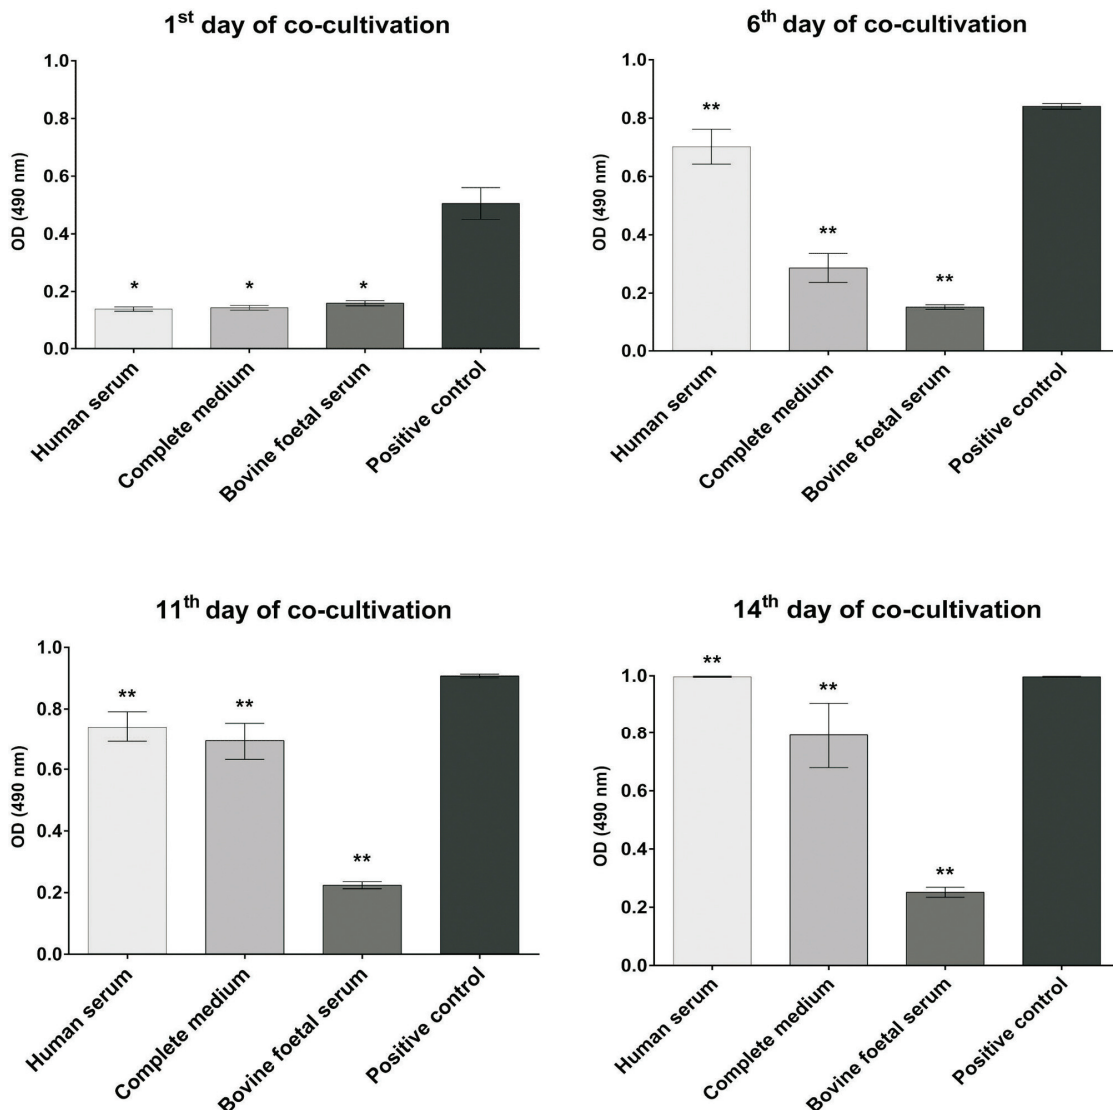 1st day of co-cultivation
OD (490 nm)
1.0
0.8
0.6
0.4
0.2
0.0
*
*
*
Human serum
Complete medium
Bovine foetal serum
Positive control
6th day of co-cultivation
OD (490 nm)
1.0
0.8
0.6
0.4
0.2
0.0
**
**
**
Human serum
Complete medium
Bovine foetal serum
Positive control
11th day of co-cultivation
OD (490 nm)
1.0
0.8
0.6
0.4
0.2
0.0
**
**
**
Human serum
Complete medium
Bovine foetal serum
Positive control
14th day of co-cultivation
OD (490 nm)
1.0
0.8
0.6
0.4
0.2
0.0
**
**
**
Human serum
Complete medium
Bovine foetal serum
Positive control